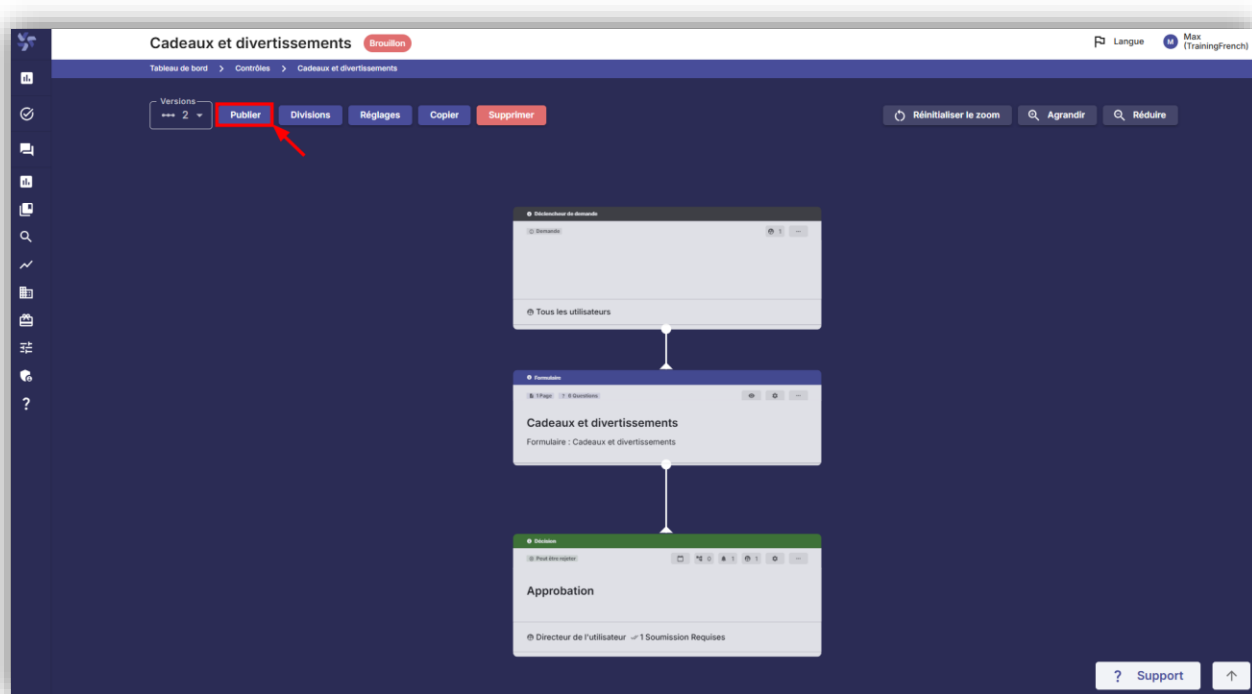 Cadeaux et divertissements Brouillon
Langue
M
Max
(TrainingFrench)
Tableau de bord > Contrôles > Cadeaux et divertissements
Versions
2
Publier
Divisions
Réglages
Copier
Supprimer
Réinitialiser le zoom
Agrandir
Réduire
Déclencheur de demande
Demande
1
Tous les utilisateurs
Formulaire
1 Page
? 6 Questions
Cadeaux et divertissements
Formulaire : Cadeaux et divertissements
Décision
Peut être rejeter
0
1
1
Approbation
Directeur de l'utilisateur 1 Soumission Requises
?
? Support